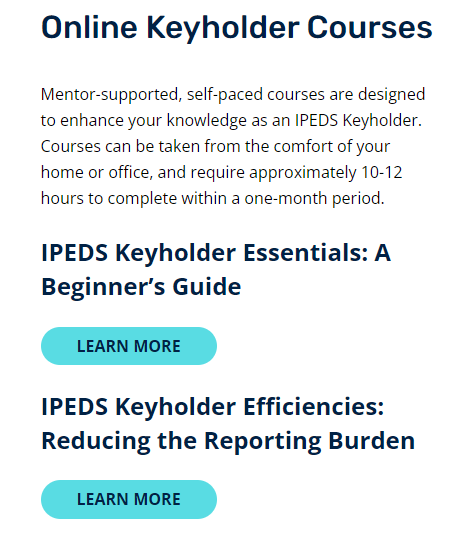 Online Keyholder Courses
Mentor-supported, self-paced courses are designed
to enhance your knowledge as an IPEDS Keyholder.
Courses can be taken from the comfort of your
home or office, and require approximately 10-12
hours to complete within a one-month period.
IPEDS Keyholder Essentials: A
Beginner’s Guide
LEARN MORE
IPEDS Keyholder Efficiencies:
Reducing the Reporting Burden
LEARN MORE